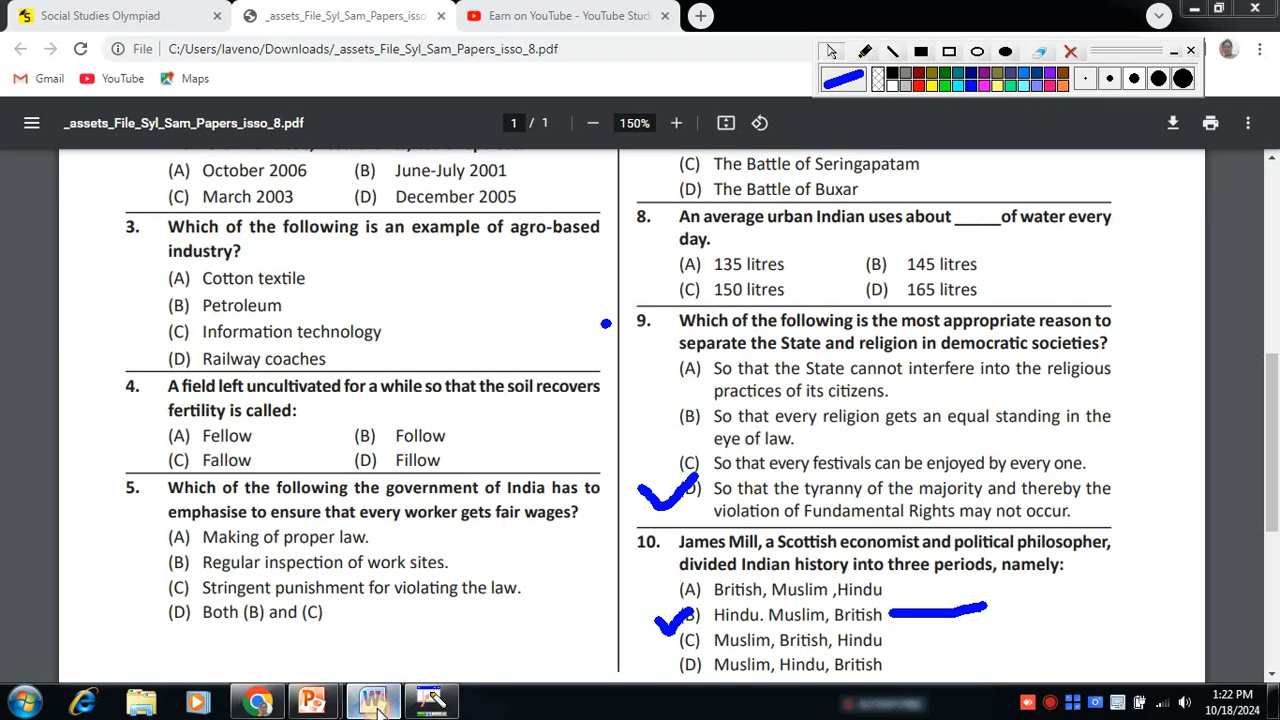 Social Studies Olympiad
_assets_File_Syl_Sam_Papers_isso
Earn on YouTube - YouTube Studi
File
C:/Users/laveno/Downloads/_assets_File_Syl_Sam_Papers_isso_8.pdf
Gmail
YouTube
Maps
_assets_File_Syl_Sam_Papers_isso_8.pdf
1 / 1
150%
(A) October 2006 (B) June-July 2001
(C) March 2003 (D) December 2005
3. Which of the following is an example of agro-based
industry?
(A) Cotton textile
(B) Petroleum
(C) Information technology
(D) Railway coaches
4. A field left uncultivated for a while so that the soil recovers
fertility is called:
(A) Fellow (B) Follow
(C) Fallow (D) Fillow
5. Which of the following the government of India has to
emphasise to ensure that every worker gets fair wages?
(A) Making of proper law.
(B) Regular inspection of work sites.
(C) Stringent punishment for violating the law.
(D) Both (B) and (C)
(C) The Battle of Seringapatam
(D) The Battle of Buxar
8. An average urban Indian uses about _____of water every
day.
(A) 135 litres (B) 145 litres
(C) 150 litres (D) 165 litres
9. Which of the following is the most appropriate reason to
separate the State and religion in democratic societies?
(A) So that the State cannot interfere into the religious
practices of its citizens.
(B) So that every religion gets an equal standing in the
eye of law.
(C) So that every festivals can be enjoyed by every one.
(D) So that the tyranny of the majority and thereby the
violation of Fundamental Rights may not occur.
10. James Mill, a Scottish economist and political philosopher,
divided Indian history into three periods, namely:
(A) British, Muslim ,Hindu
(B) Hindu. Muslim, British
(C) Muslim, British, Hindu
(D) Muslim, Hindu, British
1:22 PM
10/18/2024